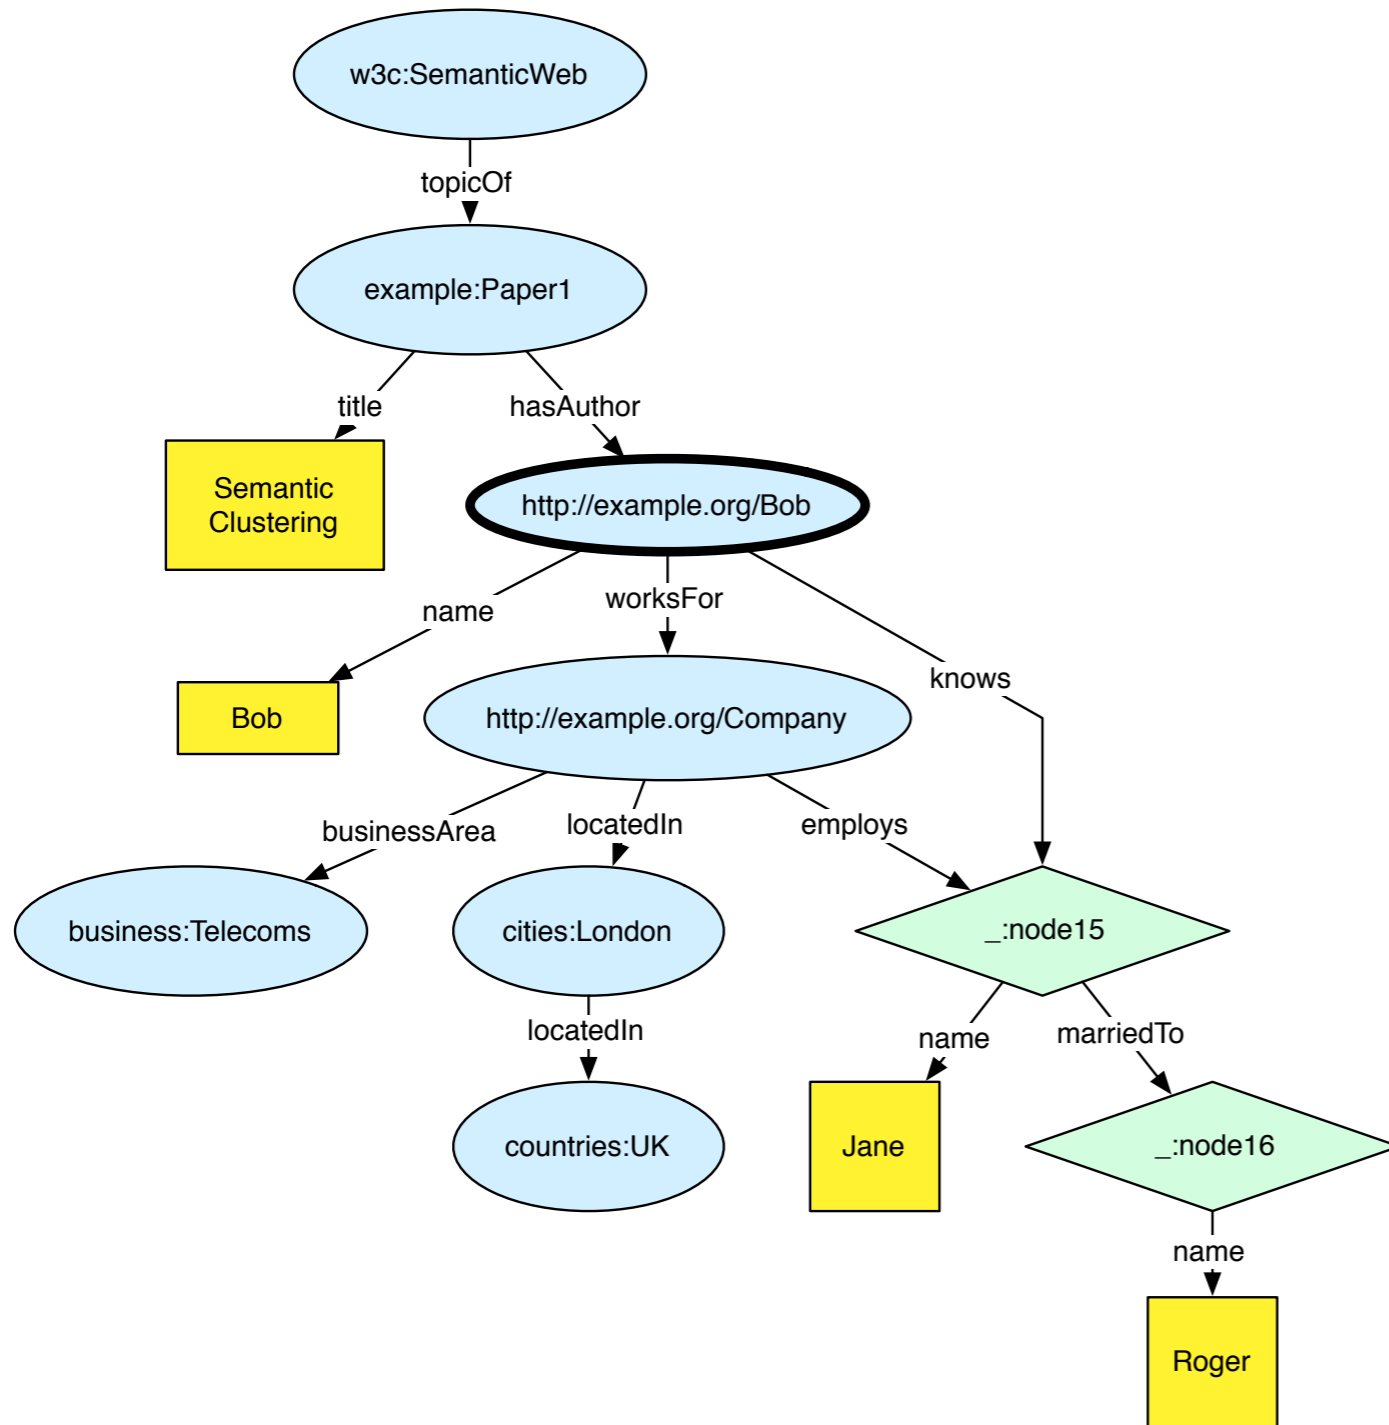 w3c:SemanticWeb
topicOf
example:Paper1
title
hasAuthor
Semantic
Clustering
http://example.org/Bob
name
worksFor
knows
Bob
http://example.org/Company
businessArea
locatedIn
employs
business:Telecoms
cities:London
_:node15
locatedIn
name
marriedTo
countries:UK
Jane
_:node16
name
Roger